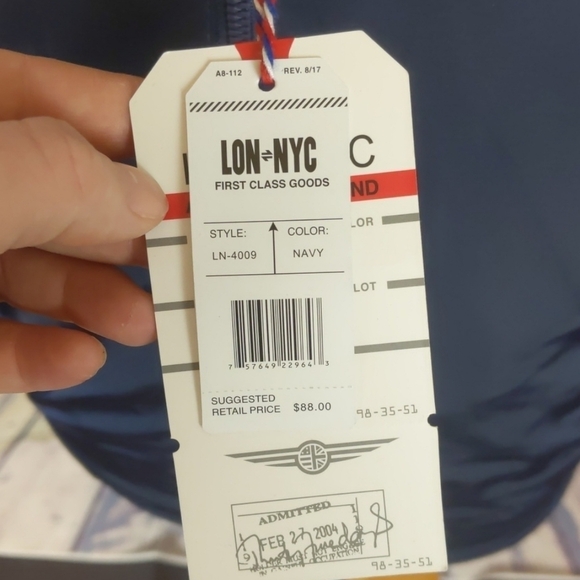 A8-112 REV. 8/17
LON⇌NYC
FIRST CLASS GOODS
STYLE: COLOR:
LN-4009 NAVY
7 57649 22964 3
SUGGESTED
RETAIL PRICE $88.00
C
ND
LOR
LOT
98-35-51
ADMITTED
FEB 27 2004
98-35-51